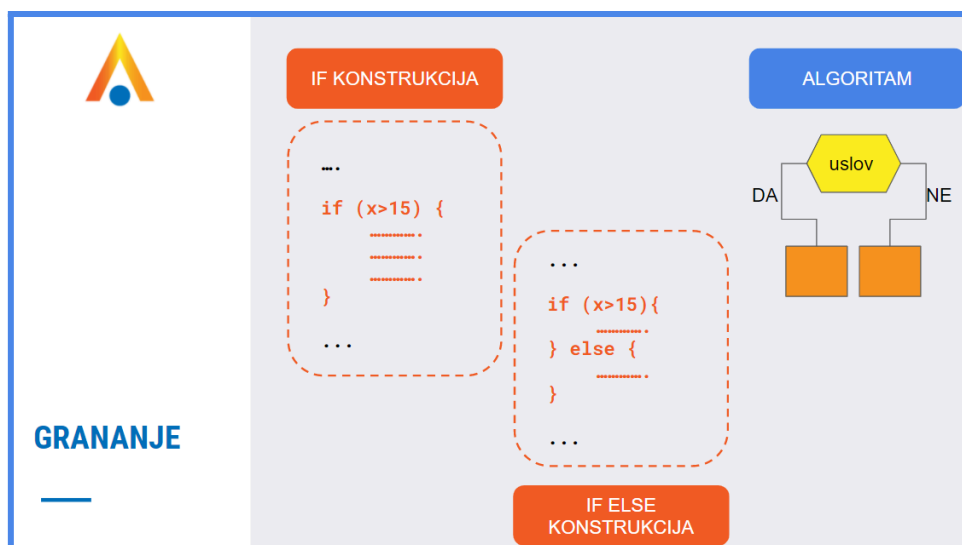 IF KONSTRUKCIJA
....
if (x>15) {
………….
………….
………….
}
...
...
if (x>15){
………….
} else {
………….
}
...
IF ELSE
KONSTRUKCIJA
ALGORITAM
uslov
DA
NE
GRANANJE